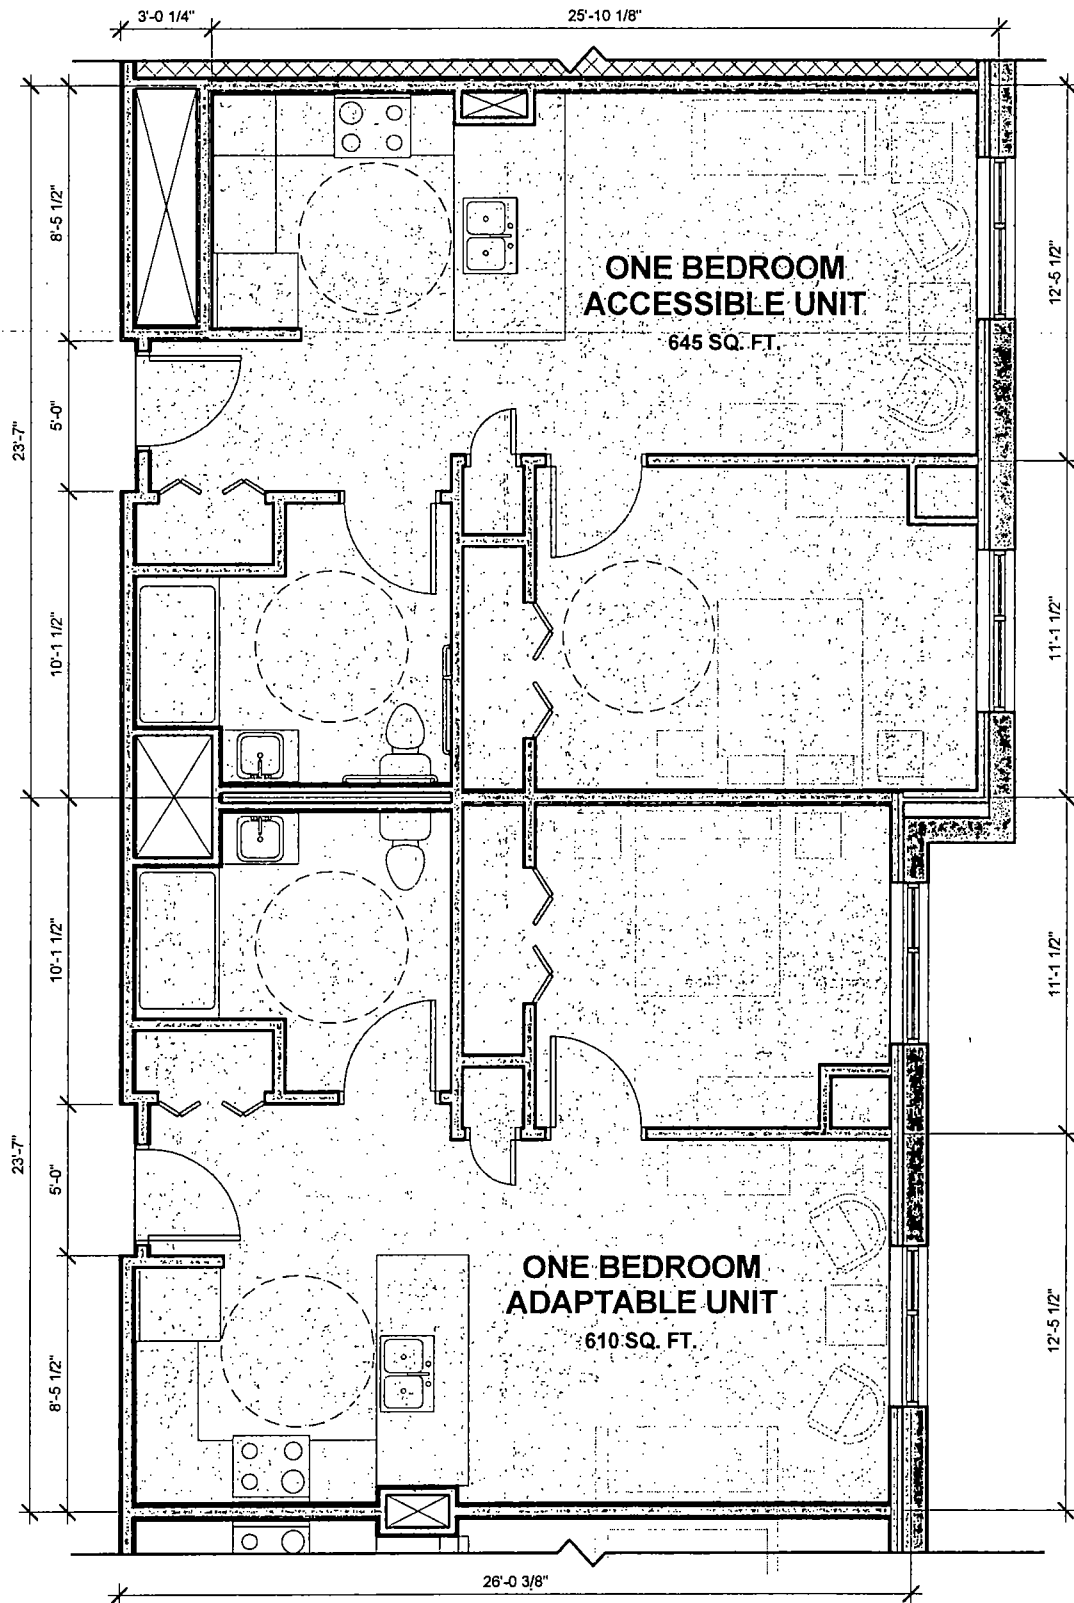 3'-0 1/4"
25'-10 1/8"
8'-5 1/2"
12'-5 1/2"
ONE BEDROOM
ACCESSIBLE UNIT
645 SQ. FT.
23'-7"
5'-0"
10'-1 1/2"
11'-1 1/2"
10'-1 1/2"
11'-1 1/2"
23'-7"
5'-0"
ONE BEDROOM
ADAPTABLE UNIT
610 SQ. FT.
8'-5 1/2"
12'-5 1/2"
26'-0 3/8"